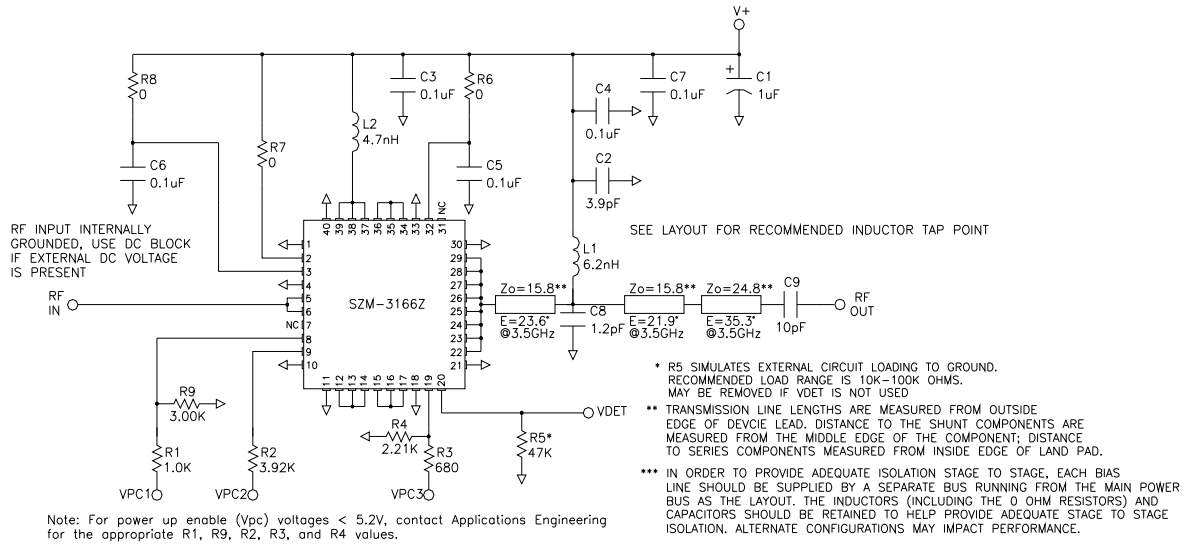 V+
R8
0
C3
0.1uF
R6
0
C4
0.1uF
C7
0.1uF
+
C1
1uF
L2
4.7nH
R7
0
C6
0.1uF
C5
0.1uF
C2
3.9pF
RF INPUT INTERNALLY
GROUNDED, USE DC BLOCK
IF EXTERNAL DC VOLTAGE
IS PRESENT
40
39
38
37
36
35
34
33
32
31
NC
SEE LAYOUT FOR RECOMMENDED INDUCTOR TAP POINT
L1
6.2nH
1
2
3
4
5
6
NC
7
8
9
10
SZM-3166Z
30
29
28
27
26
25
24
23
22
21
RF
IN
Zo=15.8**
E=23.6°
@3.5GHz
C8
1.2pF
Zo=15.8**
E=21.9°
@3.5GHz
Zo=24.8**
E=35.3°
@3.5GHz
C9
10pF
RF
OUT
11
12
13
14
15
16
17
18
19
20
R9
3.00K
R1
1.0K
R2
3.92K
R4
2.21K
R3
680
R5*
47K
VDET
VPC1
VPC2
VPC3
* R5 SIMULATES EXTERNAL CIRCUIT LOADING TO GROUND.
RECOMMENDED LOAD RANGE IS 10K-100K OHMS.
MAY BE REMOVED IF VDET IS NOT USED
** TRANSMISSION LINE LENGTHS ARE MEASURED FROM OUTSIDE
EDGE OF DEVCIE LEAD. DISTANCE TO THE SHUNT COMPONENTS ARE
MEASURED FROM THE MIDDLE EDGE OF THE COMPONENT; DISTANCE
TO SERIES COMPONENTS MEASURED FROM INSIDE EDGE OF LAND PAD.
*** IN ORDER TO PROVIDE ADEQUATE ISOLATION STAGE TO STAGE, EACH BIAS
LINE SHOULD BE SUPPLIED BY A SEPARATE BUS RUNNING FROM THE MAIN POWER
BUS AS THE LAYOUT. THE INDUCTORS (INCLUDING THE 0 OHM RESISTORS) AND
CAPACITORS SHOULD BE RETAINED TO HELP PROVIDE ADEQUATE STAGE TO STAGE
ISOLATION. ALTERNATE CONFIGURATIONS MAY IMPACT PERFORMANCE.
Note: For power up enable (Vpc) voltages < 5.2V, contact Applications Engineering
for the appropriate R1, R9, R2, R3, and R4 values.